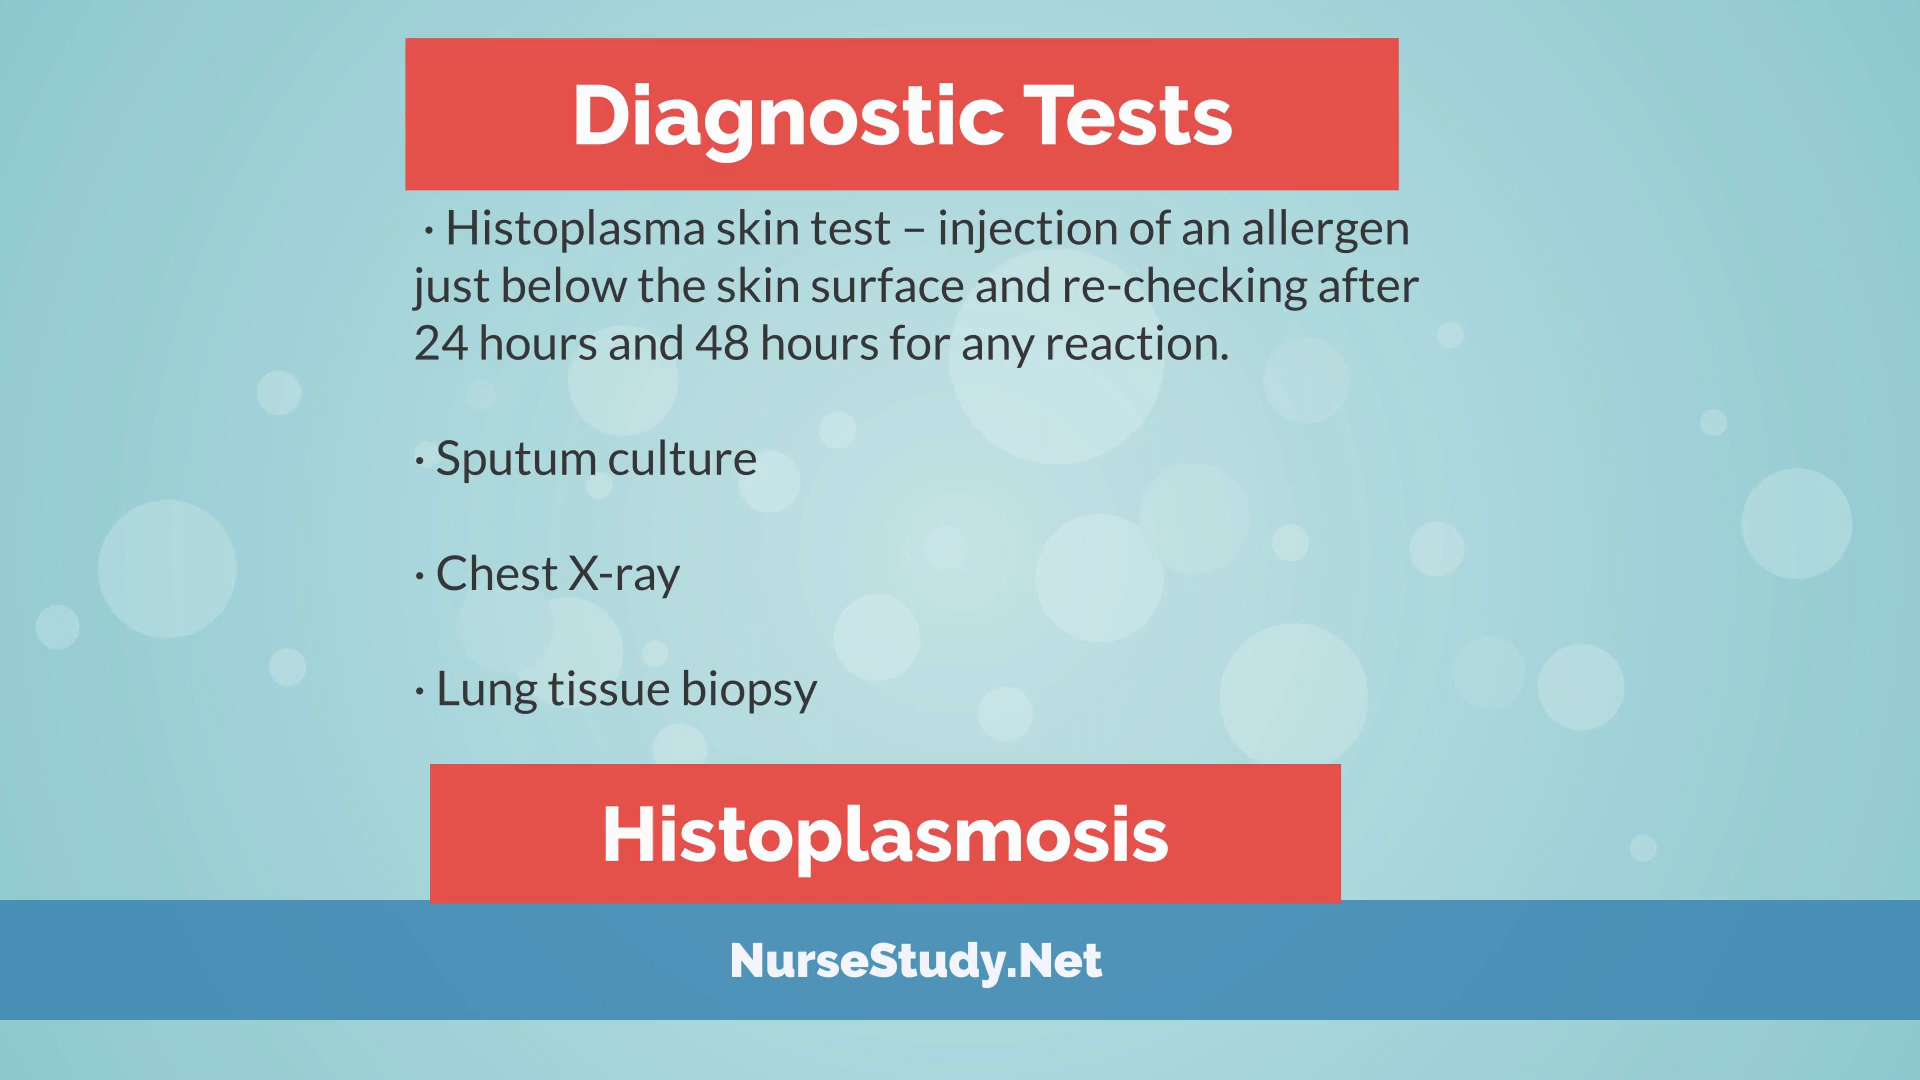 Diagnostic Tests
· Histoplasma skin test – injection of an allergen
just below the skin surface and re-checking after
24 hours and 48 hours for any reaction.
· Sputum culture
· Chest X-ray
· Lung tissue biopsy
Histoplasmosis
NurseStudy.Net